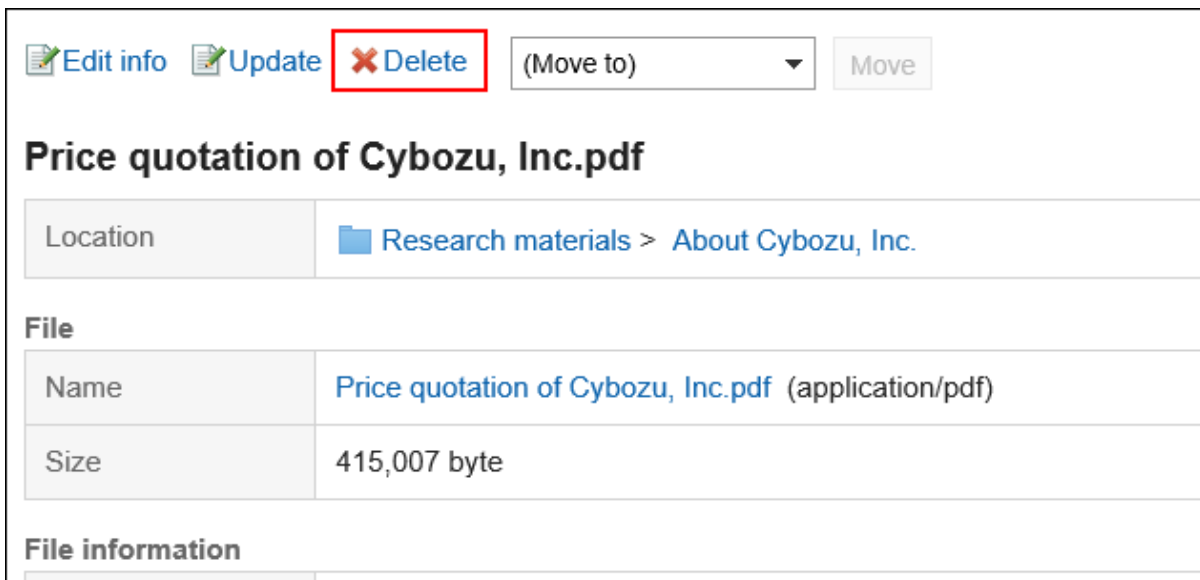 Edit info Update Delete (Move to) Move
Price quotation of Cybozu, Inc.pdf
Location Research materials > About Cybozu, Inc.
File
Name Price quotation of Cybozu, Inc.pdf (application/pdf)
Size 415,007 byte
File information